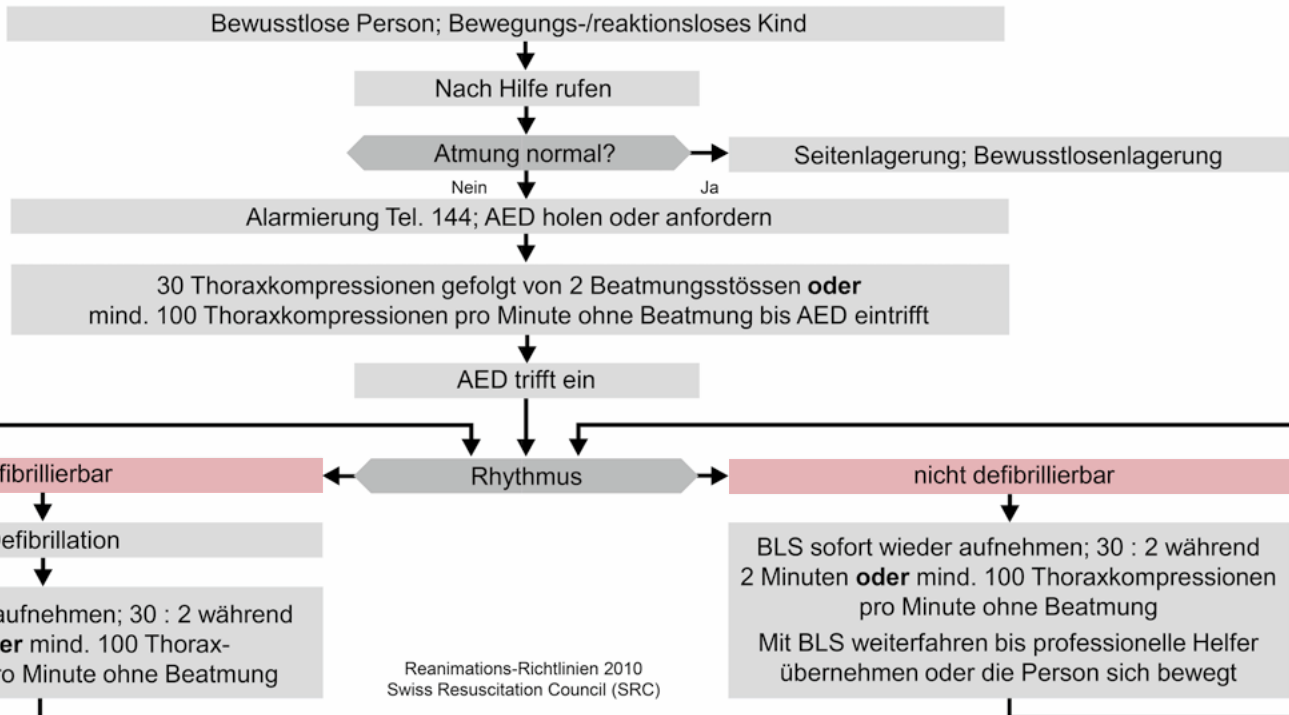 Bewusstlose Person; Bewegungs-/reaktionsloses Kind
Nach Hilfe rufen
Atmung normal?
Seitenlagerung; Bewusstlosenlagerung
Nein
Ja
Alarmierung Tel. 144; AED holen oder anfordern
30 Thoraxkompressionen gefolgt von 2 Beatmungsstössen oder
mind. 100 Thoraxkompressionen pro Minute ohne Beatmung bis AED eintrifft
AED trifft ein
fibrillierbar
Rhythmus
nicht defibrillierbar
efibrillation
aufnehmen; 30 : 2 während
er mind. 100 Thorax-
ro Minute ohne Beatmung
BLS sofort wieder aufnehmen; 30 : 2 während
2 Minuten oder mind. 100 Thoraxkompressionen
pro Minute ohne Beatmung
Mit BLS weiterfahren bis professionelle Helfer
übernehmen oder die Person sich bewegt
Reanimations-Richtlinien 2010
Swiss Resuscitation Council (SRC)